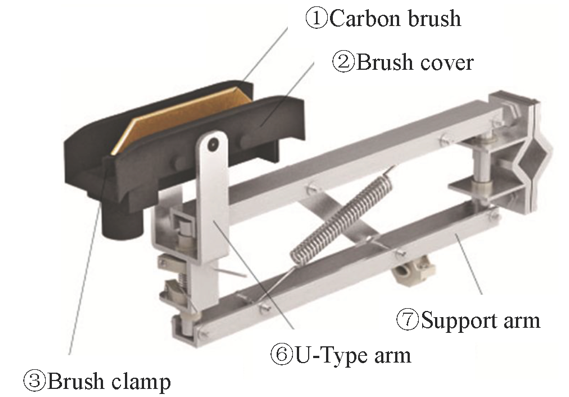 ①Carbon brush
②Brush cover
⑦Support arm
⑥U-Type arm
③Brush clamp